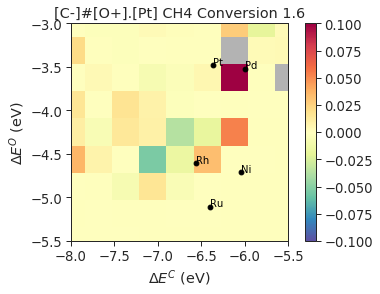 [C-]#[O+].[Pt] CH4 Conversion 1.6
-3.0
-3.5
-4.0
-4.5
-5.0
-5.5
ΔE^O (eV)
Pt
Pd
Rh
Ni
Ru
-8.0 -7.5 -7.0 -6.5 -6.0 -5.5
ΔE^C (eV)
0.100
0.075
0.050
0.025
0.000
-0.025
-0.050
-0.075
-0.100